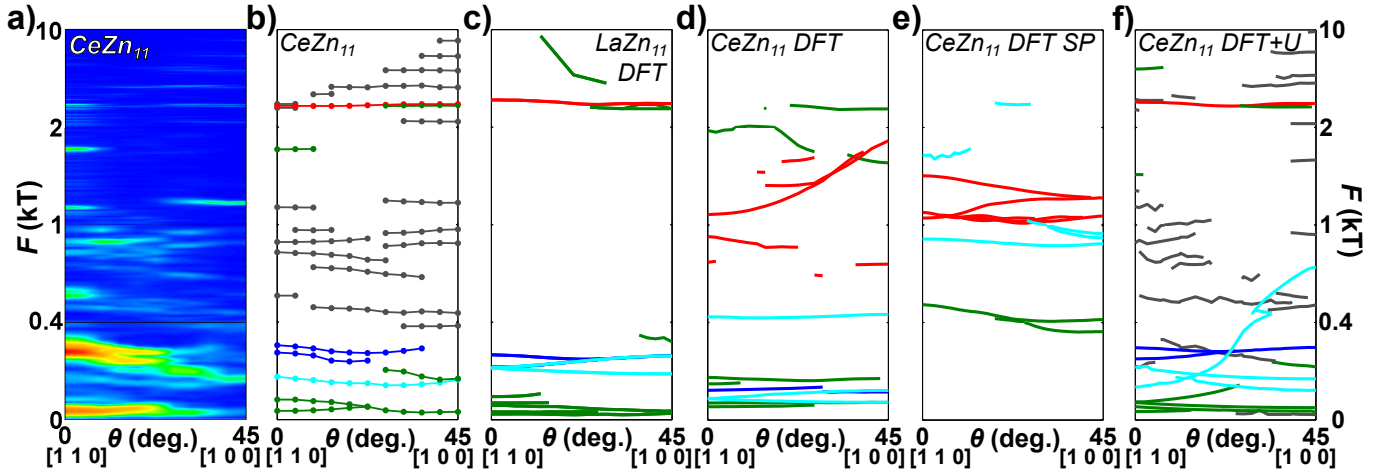 a) b) c) d) e) f)
10 10
CeZn11 CeZn11 LaZn11 CeZn11 DFT CeZn11 DFT SP CeZn11 DFT+U
DFT
2 2
F (kT) F (kT)
1 1
0.4 0.4
0 0
0 θ (deg.) 45 0 θ (deg.) 45 0 θ (deg.) 45 0 θ (deg.) 45 0 θ (deg.) 45 0 θ (deg.) 45
[1 1 0] [1 0 0] [1 1 0] [1 0 0] [1 1 0] [1 0 0] [1 1 0] [1 0 0] [1 1 0] [1 0 0] [1 1 0] [1 0 0]